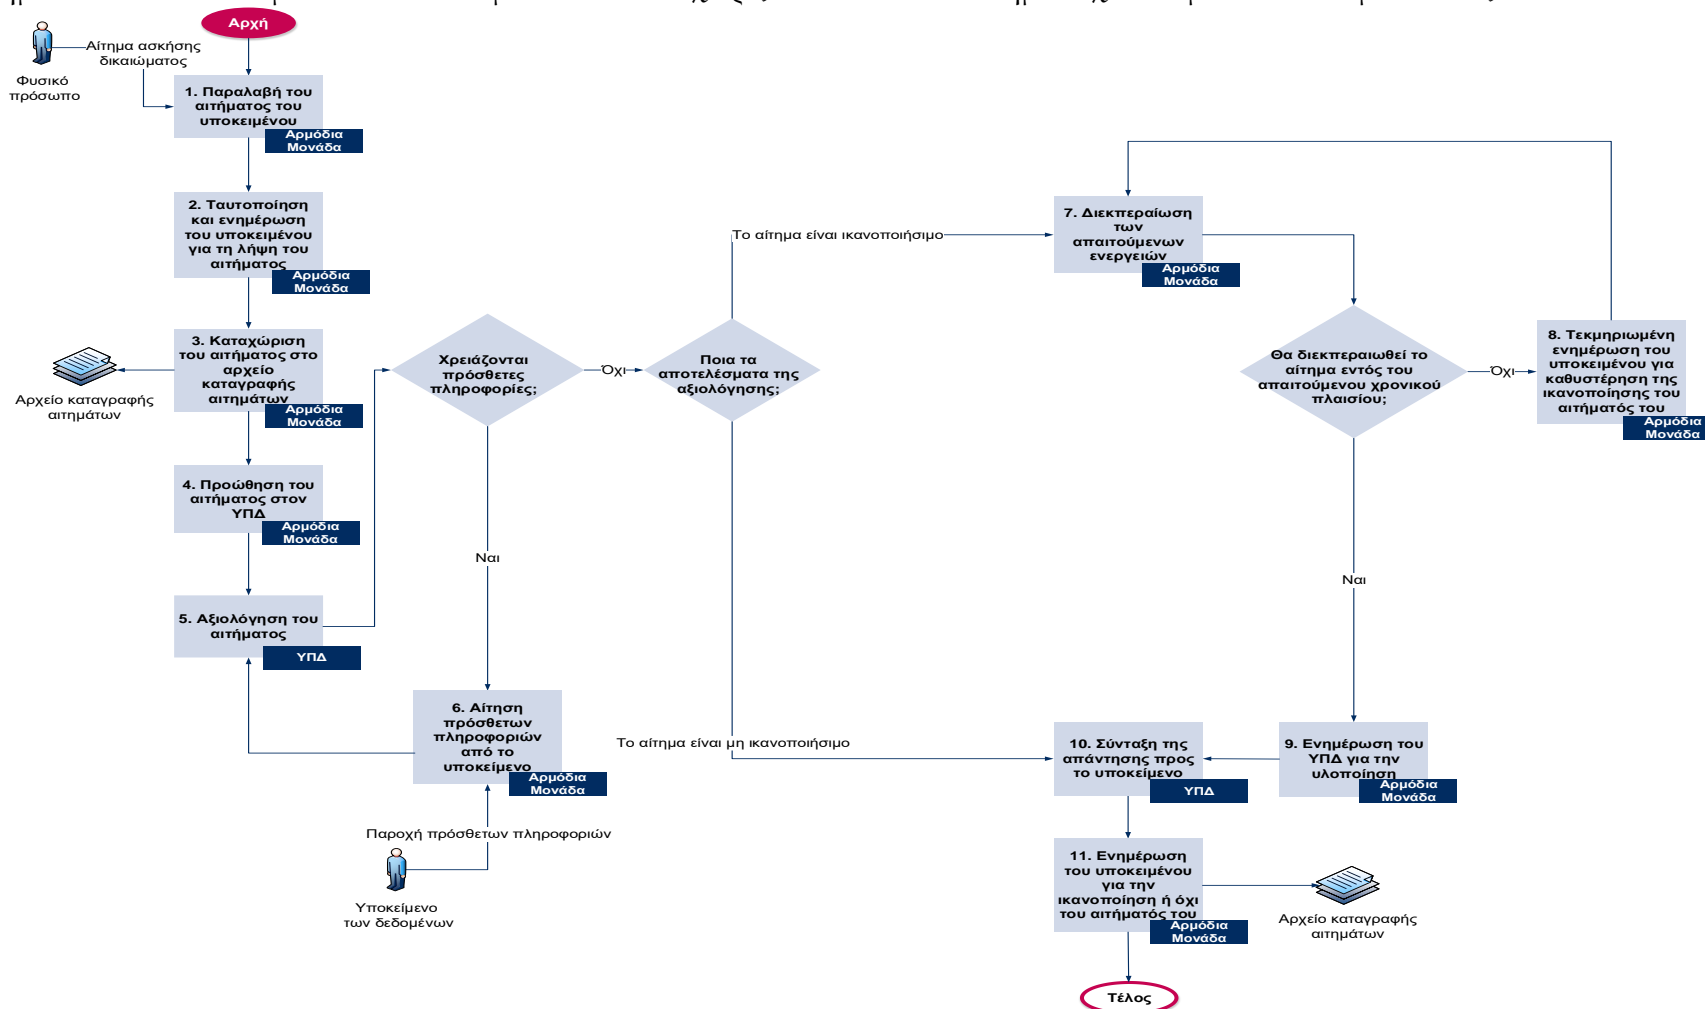 Αρχή
Αίτημα ασκήσης
δικαιώματος
Φυσικό
πρόσωπο
1. Παραλαβή του
αιτήματος του
υποκειμένου
Αρμόδια
Μονάδα
2. Ταυτοποίηση
και ενημέρωση
του υποκειμένου
για τη λήψη του
αιτήματος
Αρμόδια
Μονάδα
3. Καταχώριση
του αιτήματος στο
αρχείο
καταγραφής
αιτημάτων
Αρμόδια
Μονάδα
Αρχείο καταγραφής
αιτημάτων
4. Προώθηση του
αιτήματος στον
ΥΠΔ
Αρμόδια
Μονάδα
5. Αξιολόγηση του
αιτήματος
ΥΠΔ
Χρειάζονται
πρόσθετες
πληροφορίες;
Όχι
Ναι
6. Αίτηση
πρόσθετων
πληροφοριών
από το
υποκείμενο
Αρμόδια
Μονάδα
Παροχή πρόσθετων πληροφοριών
Υποκείμενο
των δεδομένων
Ποια τα
αποτελέσματα της
αξιολόγησης;
Το αίτημα είναι ικανοποιήσιμο
Το αίτημα είναι μη ικανοποιήσιμο
7. Διεκπεραίωση
των
απαιτούμενων
ενεργειών
Αρμόδια
Μονάδα
Θα διεκπεραιωθεί το
αίτημα εντός του
απαιτούμενου χρονικού
πλαισίου;
Όχι
Ναι
8. Τεκμηριωμένη
ενημέρωση του
υποκειμένου για
καθυστέρηση της
ικανοποίησης του
αιτήματός του
Αρμόδια
Μονάδα
9. Ενημέρωση του
ΥΠΔ για την
υλοποίηση
Αρμόδια
Μονάδα
10. Σύνταξη της
απάντησης προς
το υποκείμενο
ΥΠΔ
11. Ενημέρωση
του υποκειμένου
για την
ικανοποίηση ή όχι
του αιτήματός του
Αρμόδια
Μονάδα
Αρχείο καταγραφής
αιτημάτων
Τέλος